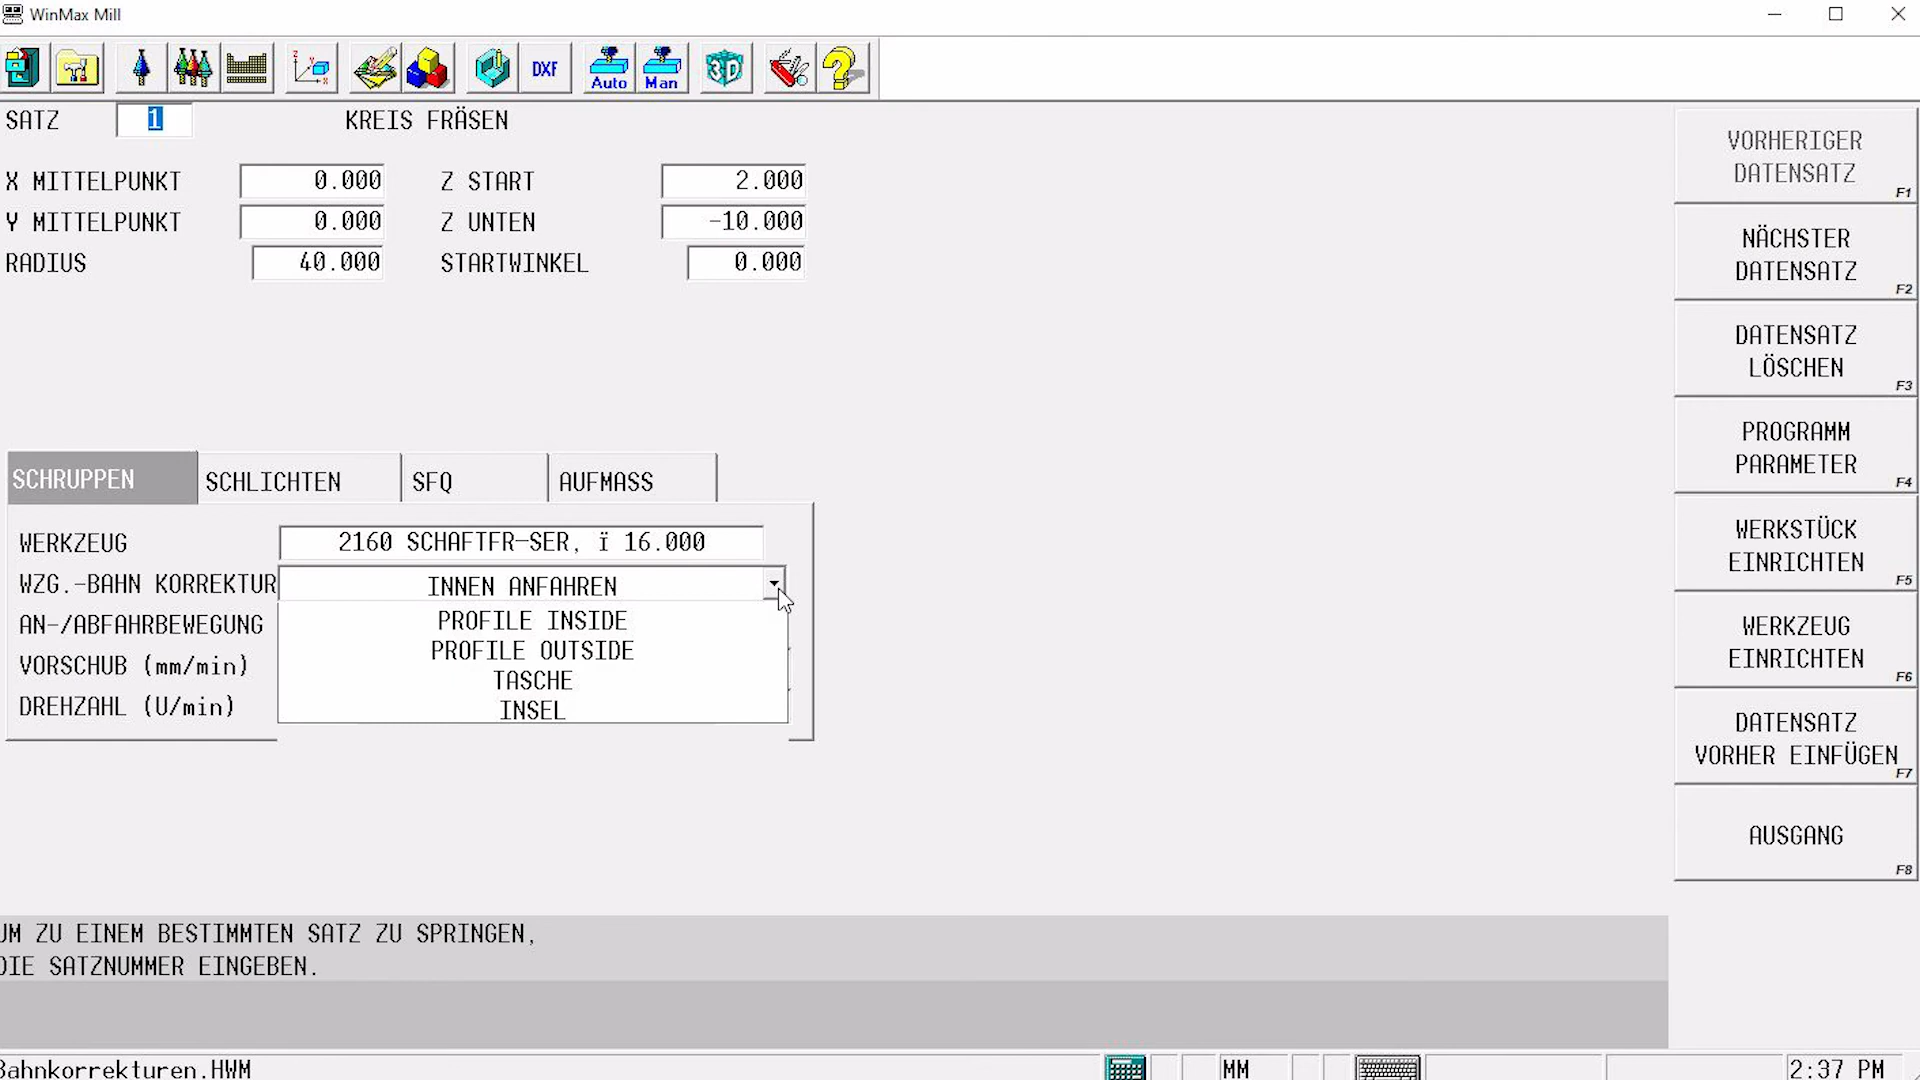 WinMax Mill
DXF
Auto
Man
3D
SATZ 1 KREIS FRÄSEN
X MITTELPUNKT 0.000 Z START 2.000
Y MITTELPUNKT 0.000 Z UNTEN -10.000
RADIUS 40.000 STARTWINKEL 0.000
SCHRUPPEN SCHLICHTEN SFQ AUFMASS
WERKZEUG 2160 SCHAFTFR-SER, ï 16.000
WZG.-BAHN KORREKTUR INNEN ANFAHREN
PROFILE INSIDE
AN-/ABFAHRBEWEGUNG
PROFILE OUTSIDE
VORSCHUB (mm/min)
TASCHE
DREHZAHL (U/min)
INSEL
VORHERIGER
DATENSATZ
F1
NÄCHSTER
DATENSATZ
F2
DATENSATZ
LÖSCHEN
F3
PROGRAMM
PARAMETER
F4
WERKSTÜCK
EINRICHTEN
F5
WERKZEUG
EINRICHTEN
F6
DATENSATZ
VORHER EINFÜGEN
F7
AUSGANG
F8
UM ZU EINEM BESTIMMTEN SATZ ZU SPRINGEN,
DIE SATZNUMMER EINGEBEN.
Bahnkorrekturen.HWM MM 2:37 PM